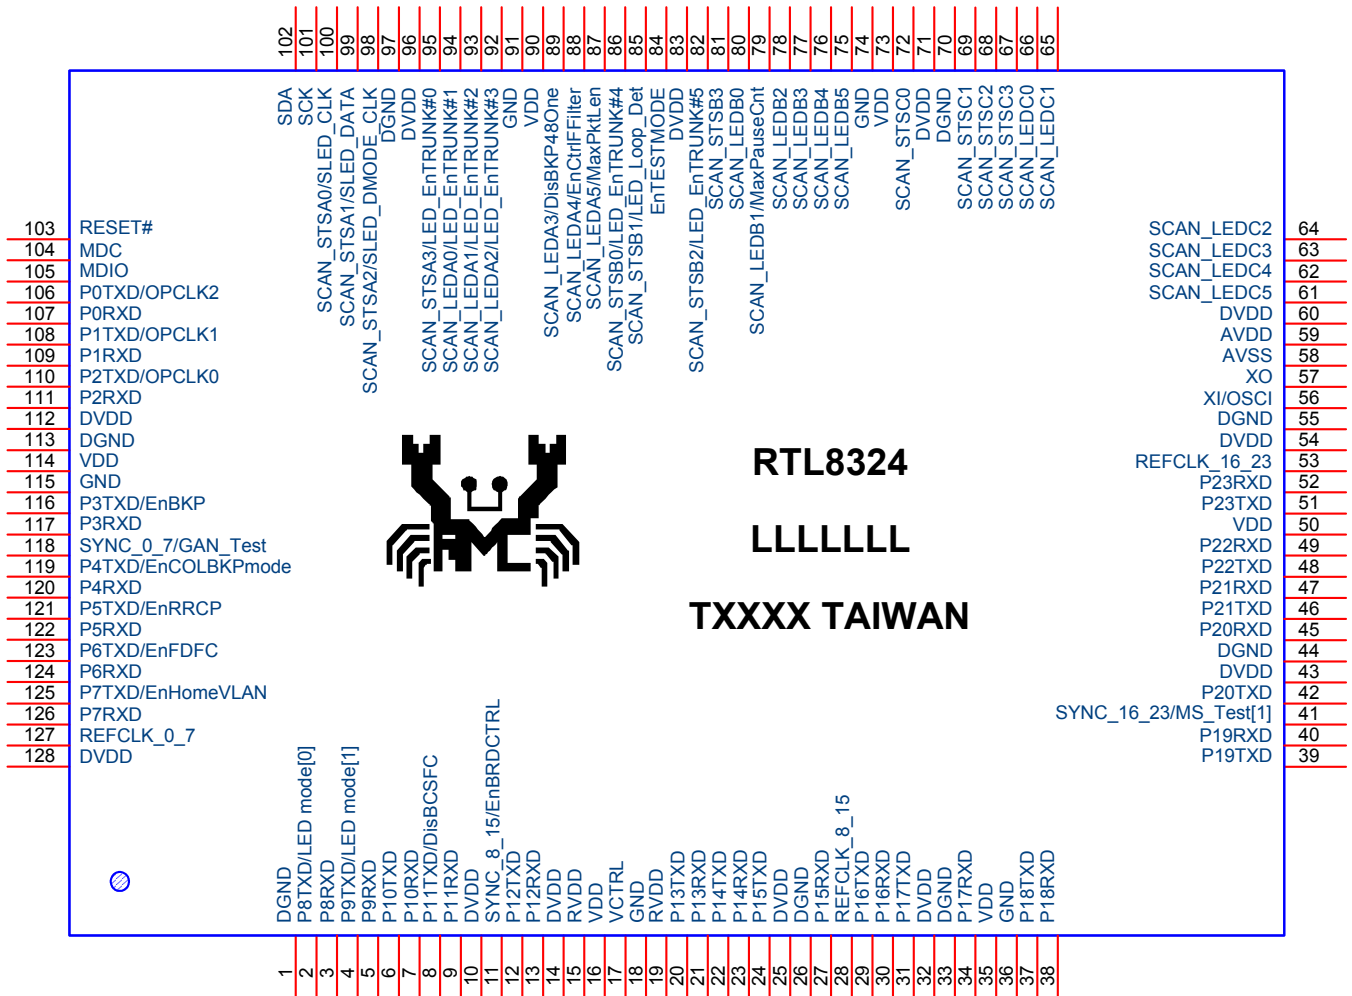 102 SDA
101 SCK
100 SCAN_STSA0/SLED_CLK
99 SCAN_STSA1/SLED_DATA
98 SCAN_STSA2/SLED_DMODE_CLK
97 DGND
96 DVDD
95 SCAN_STSA3/LED_EnTRUNK#0
94 SCAN_LEDA0/LED_EnTRUNK#1
93 SCAN_LEDA1/LED_EnTRUNK#2
92 SCAN_LEDA2/LED_EnTRUNK#3
91 GND
90 VDD
89 SCAN_LEDA3/DisBKP48One
88 SCAN_LEDA4/EnCtrlFFilter
87 SCAN_LEDA5/MaxPktLen
86 SCAN_STSB0/LED_EnTRUNK#4
85 SCAN_STSB1/LED_Loop_Det
84 EnTESTMODE
83 DVDD
82 SCAN_STSB2/LED_EnTRUNK#5
81 SCAN_STSB3
80 SCAN_LEDB0
79 SCAN_LEDB1/MaxPauseCnt
78 SCAN_LEDB2
77 SCAN_LEDB3
76 SCAN_LEDB4
75 SCAN_LEDB5
74 GND
73 VDD
72 SCAN_STSC0
71 DVDD
70 DGND
69 SCAN_STSC1
68 SCAN_STSC2
67 SCAN_STSC3
66 SCAN_LEDC0
65 SCAN_LEDC1
103 RESET#
104 MDC
105 MDIO
106 P0TXD/OPCLK2
107 P0RXD
108 P1TXD/OPCLK1
109 P1RXD
110 P2TXD/OPCLK0
111 P2RXD
112 DVDD
113 DGND
114 VDD
115 GND
116 P3TXD/EnBKP
117 P3RXD
118 SYNC_0_7/GAN_Test
119 P4TXD/EnCOLBKPmode
120 P4RXD
121 P5TXD/EnRRCP
122 P5RXD
123 P6TXD/EnFDFC
124 P6RXD
125 P7TXD/EnHomeVLAN
126 P7RXD
127 REFCLK_0_7
128 DVDD
RTL8324
LLLLLLL
TXXXX TAIWAN
SCAN_LEDC2 64
SCAN_LEDC3 63
SCAN_LEDC4 62
SCAN_LEDC5 61
DVDD 60
AVDD 59
AVSS 58
XO 57
XI/OSCI 56
DGND 55
DVDD 54
REFCLK_16_23 53
P23RXD 52
P23TXD 51
VDD 50
P22RXD 49
P22TXD 48
P21RXD 47
P21TXD 46
P20RXD 45
DGND 44
DVDD 43
P20TXD 42
SYNC_16_23/MS_Test[1] 41
P19RXD 40
P19TXD 39
DGND 1
P8TXD/LED mode[0] 2
P8RXD 3
P9TXD/LED mode[1] 4
P9RXD 5
P10TXD 6
P10RXD 7
P11TXD/DisBCSFC 8
P11RXD 9
DVDD 10
SYNC_8_15/EnBRDCTRL 11
P12TXD 12
P12RXD 13
DVDD 14
RVDD 15
VDD 16
VCTRL 17
GND 18
RVDD 19
P13TXD 20
P13RXD 21
P14TXD 22
P14RXD 23
P15TXD 24
DVDD 25
DGND 26
P15RXD 27
REFCLK_8_15 28
P16TXD 29
P16RXD 30
P17TXD 31
DVDD 32
DGND 33
P17RXD 34
VDD 35
GND 36
P18TXD 37
P18RXD 38